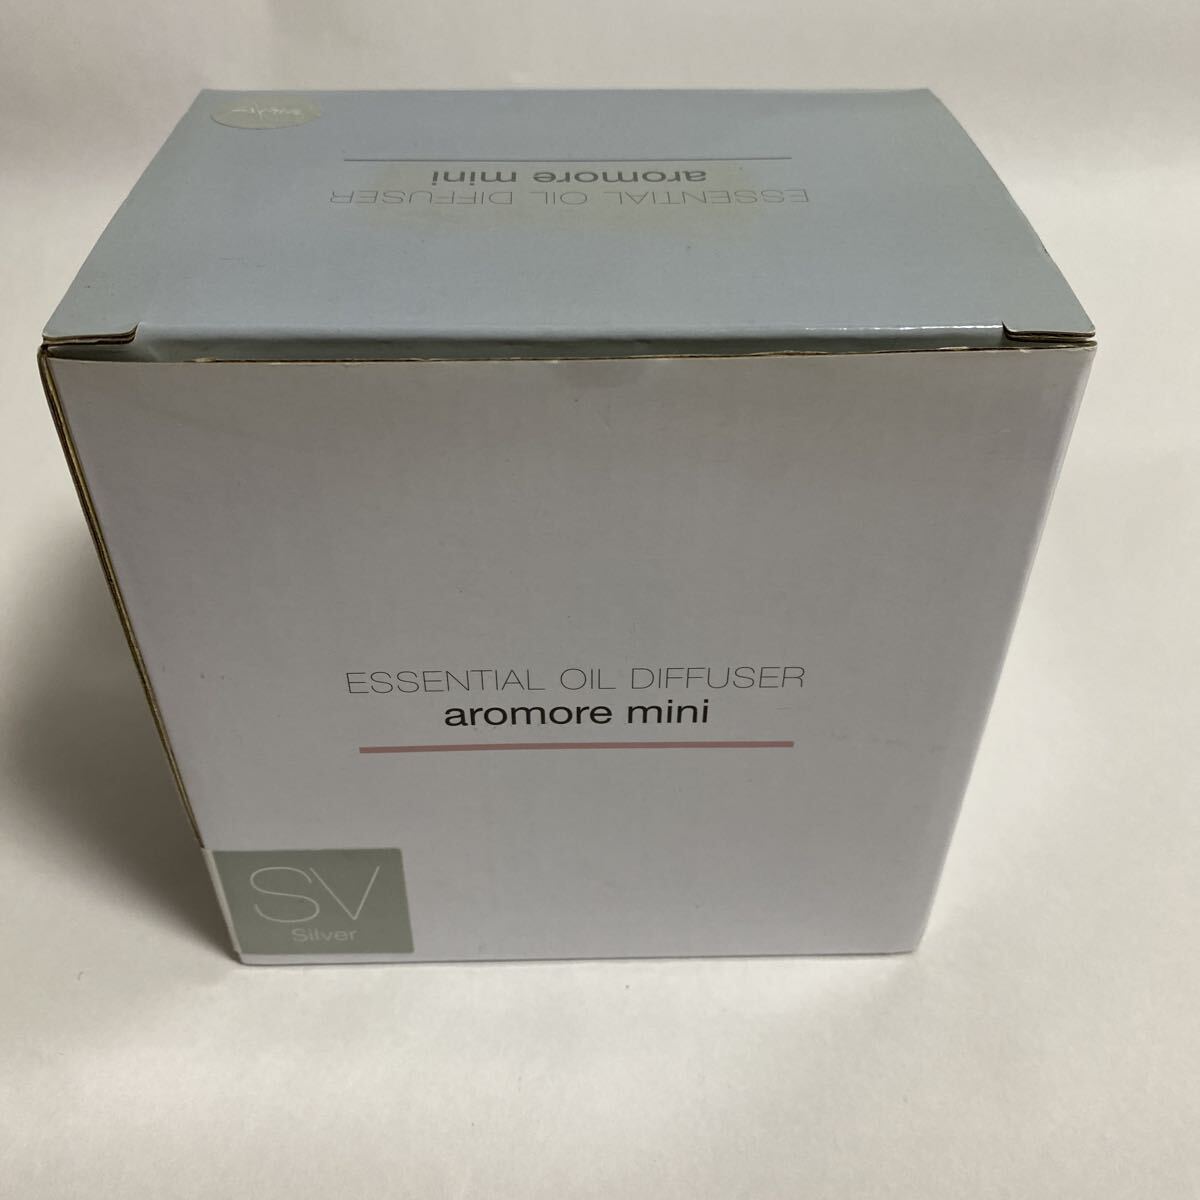 aromore mini
ESSENTIAL OIL DIFFUSER
ESSENTIAL OIL DIFFUSER
aromore mini
SV
Silver